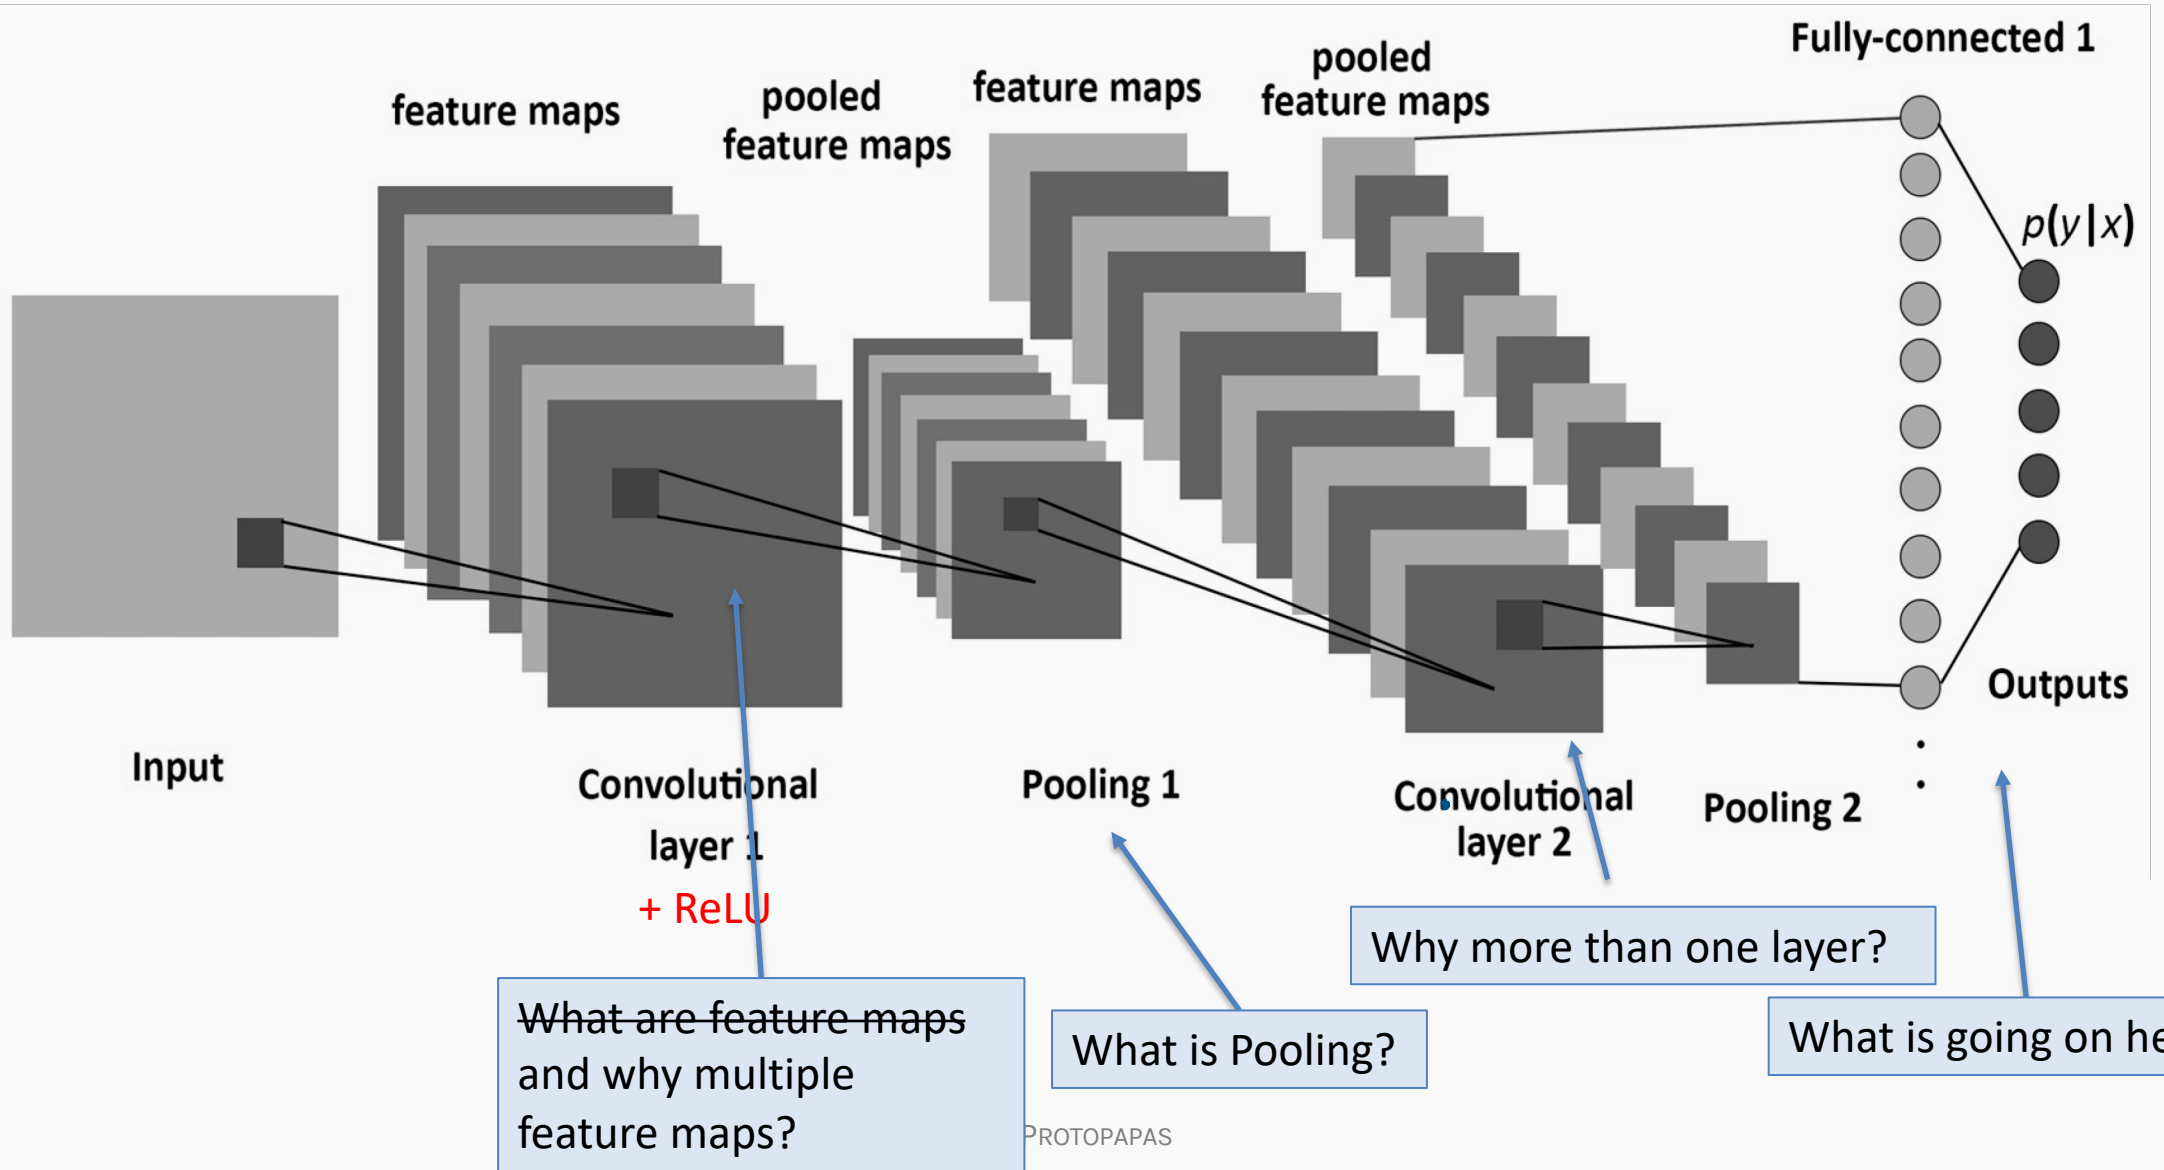 Fully-connected 1
pooled
feature maps
feature maps
pooled
feature maps
feature maps
p(y|x)
Outputs
Input
Convolutional
layer 1
+ ReLU
Pooling 1
Convolutional
layer 2
Pooling 2
Why more than one layer?
What are feature maps
and why multiple
feature maps?
What is Pooling?
What is going on he
PROTOPAPAS